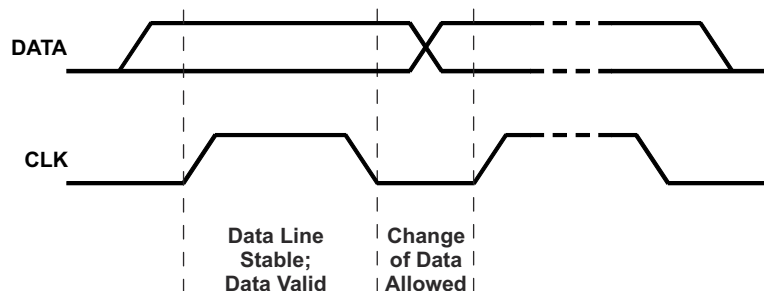 DATA
CLK
Data Line
Stable;
Data Valid
Change
of Data
Allowed